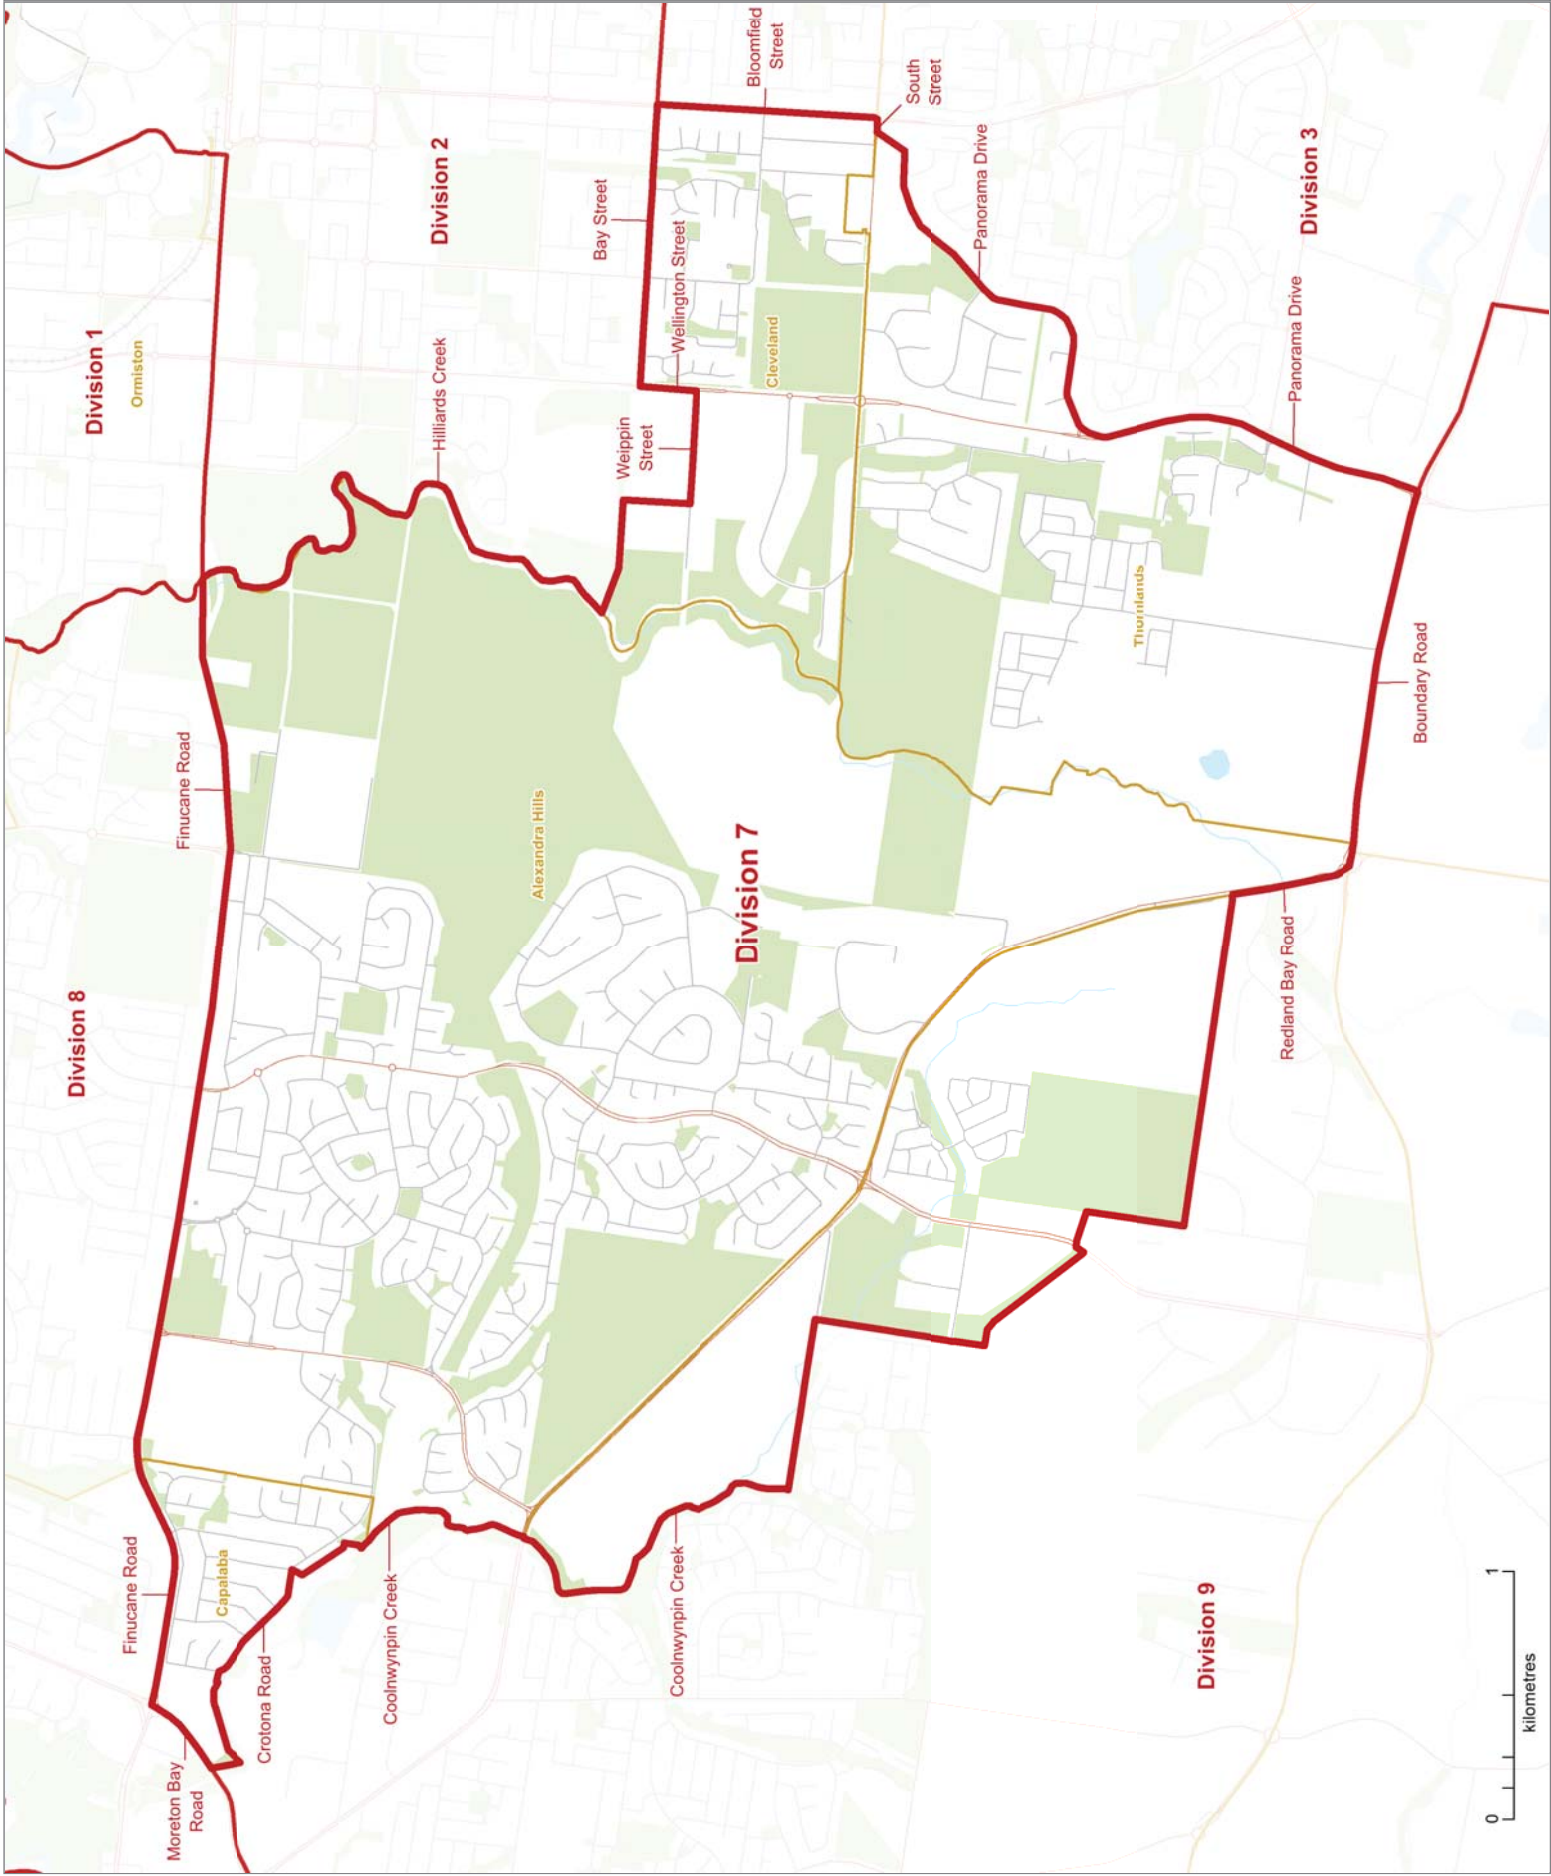 Division 8
Division 1
Ormiston
Division 2
Finucane Road
Moreton Bay
Road
Finucane Road
Capalaba
Crotona Road
Hilliards Creek
Coolnwynpin Creek
Alexandra Hills
Weippin
Street
Bay Street
Wellington Street
Bloomfield
Street
South
Street
Cleveland
Coolnwynpin Creek
Division 7
Panorama Drive
Thornlands
Division 3
Panorama Drive
Redland Bay Road
Boundary Road
Division 9
0
1
kilometres